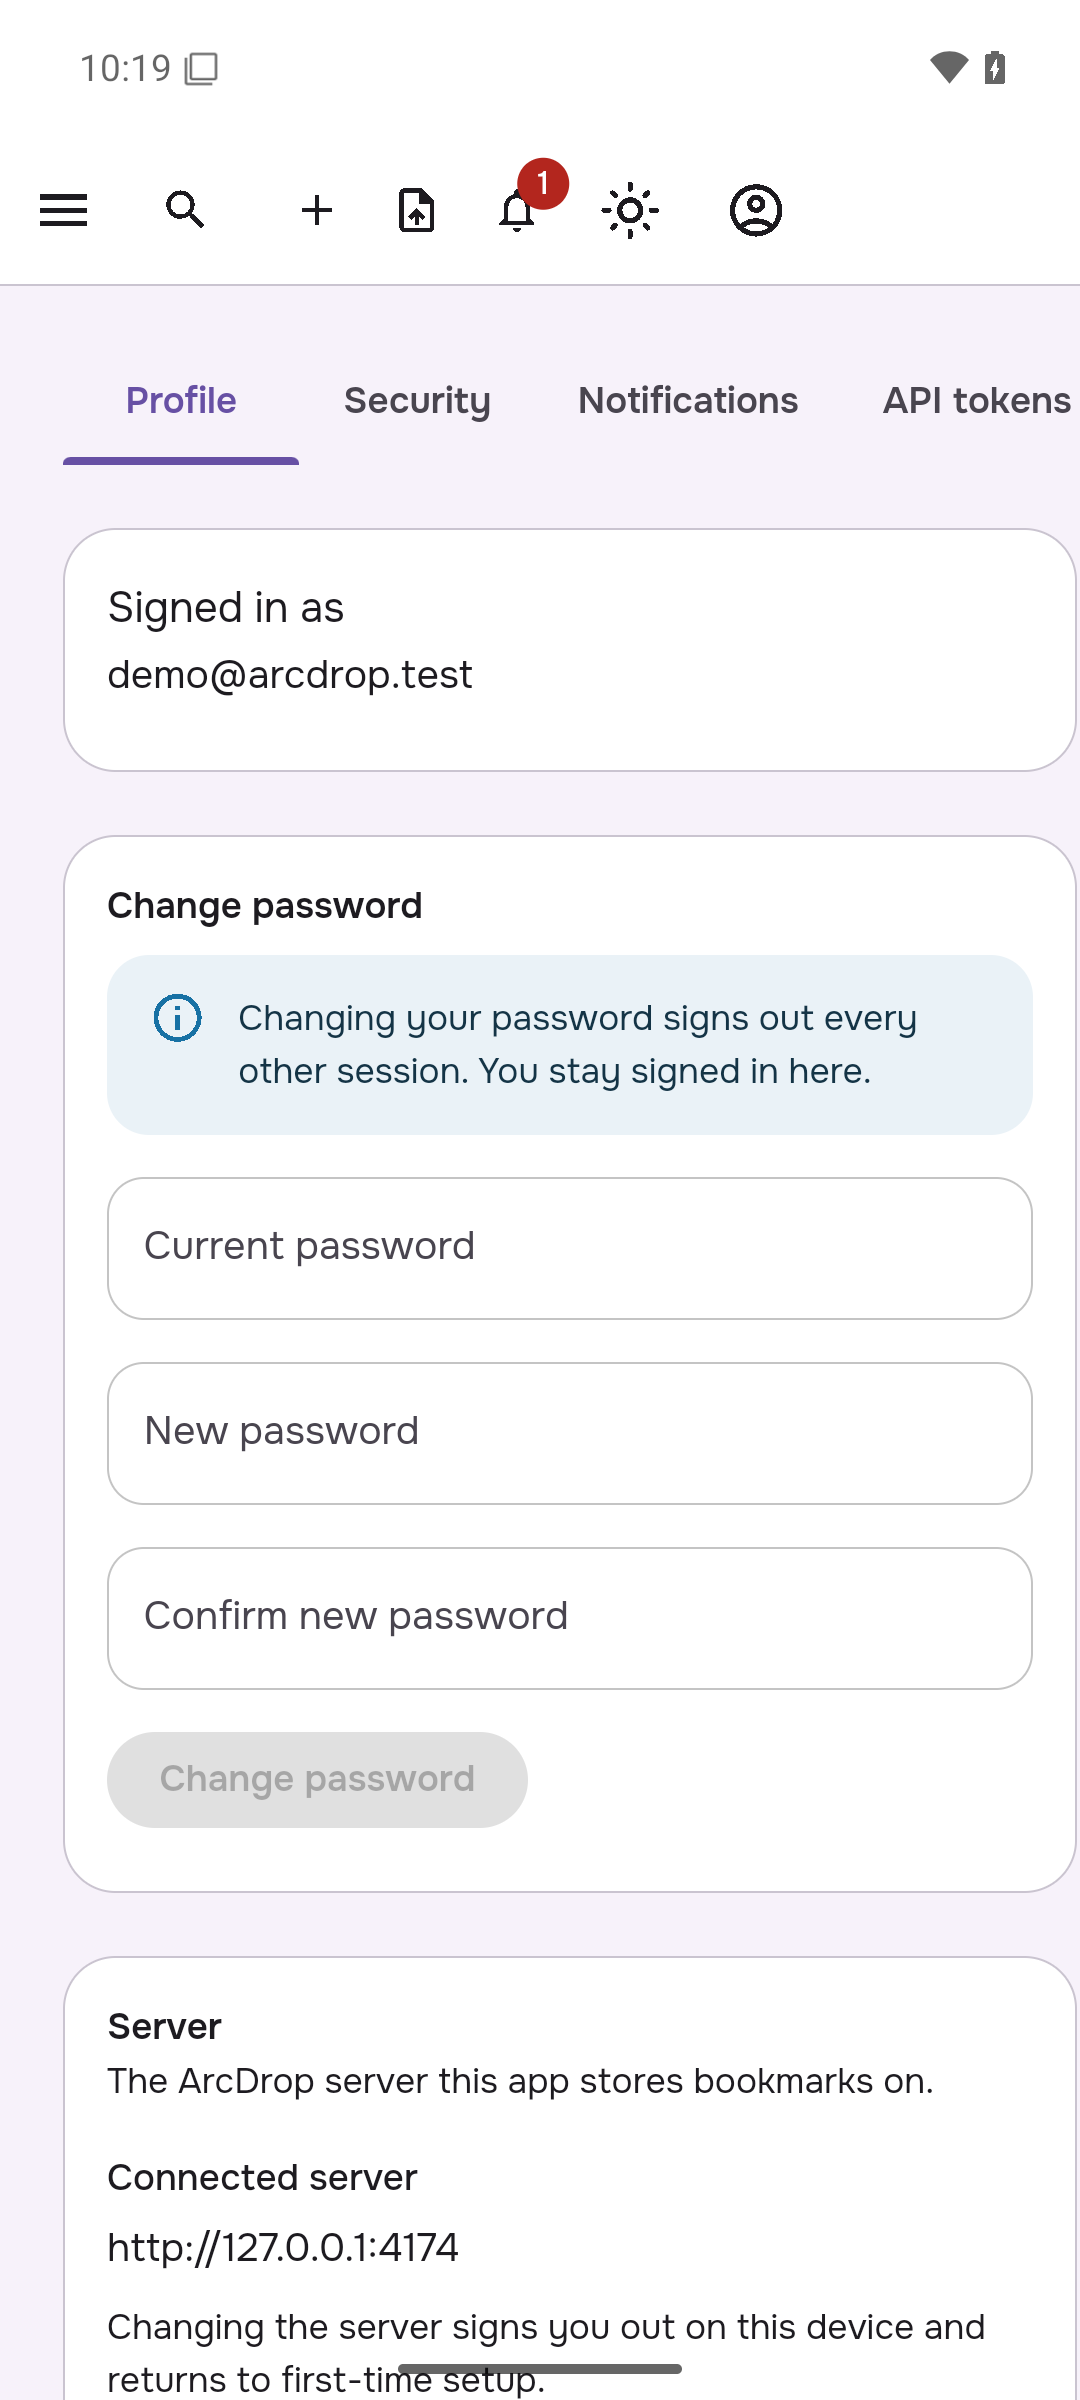 10:19
1
Profile Security Notifications API tokens
Signed in as
demo@arcdrop.test
Change password
Changing your password signs out every
other session. You stay signed in here.
Current password
New password
Confirm new password
Change password
Server
The ArcDrop server this app stores bookmarks on.
Connected server
http://127.0.0.1:4174
Changing the server signs you out on this device and
returns to first-time setup.